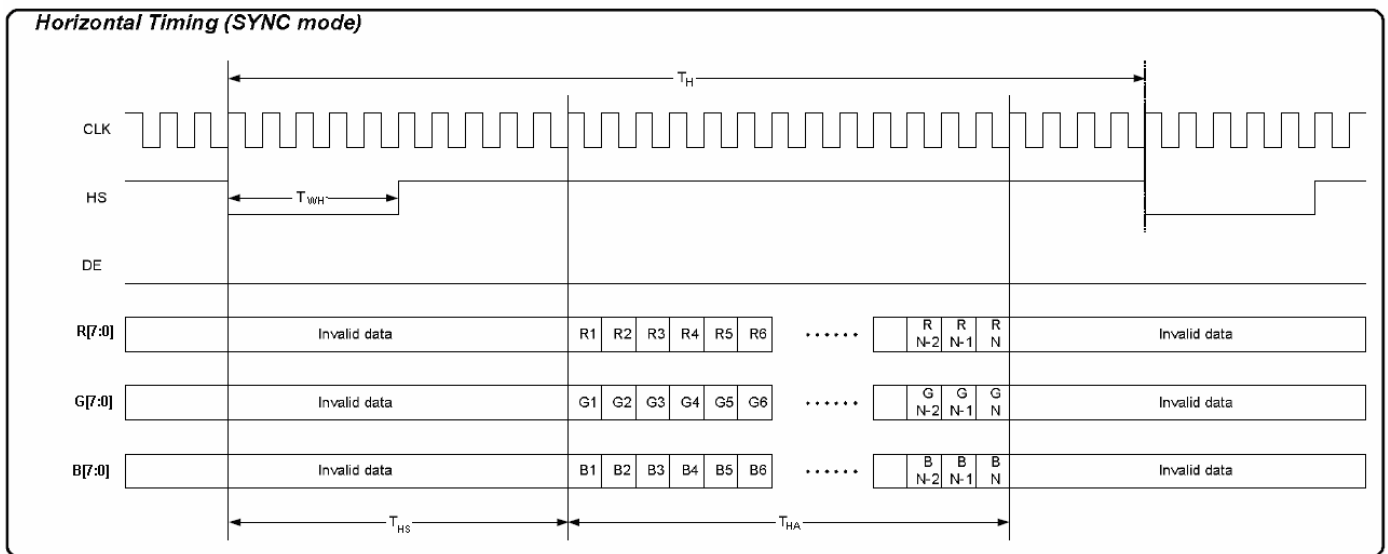 Horizontal Timing (SYNC mode)
TH
CLK
HS
TWH
DE
R[7:0] Invalid data R1 R2 R3 R4 R5 R6 ...... R N-2 R N-1 R N Invalid data
G[7:0] Invalid data G1 G2 G3 G4 G5 G6 ...... G N-2 G N-1 G N Invalid data
B[7:0] Invalid data B1 B2 B3 B4 B5 B6 ...... B N-2 B N-1 B N Invalid data
THS THA